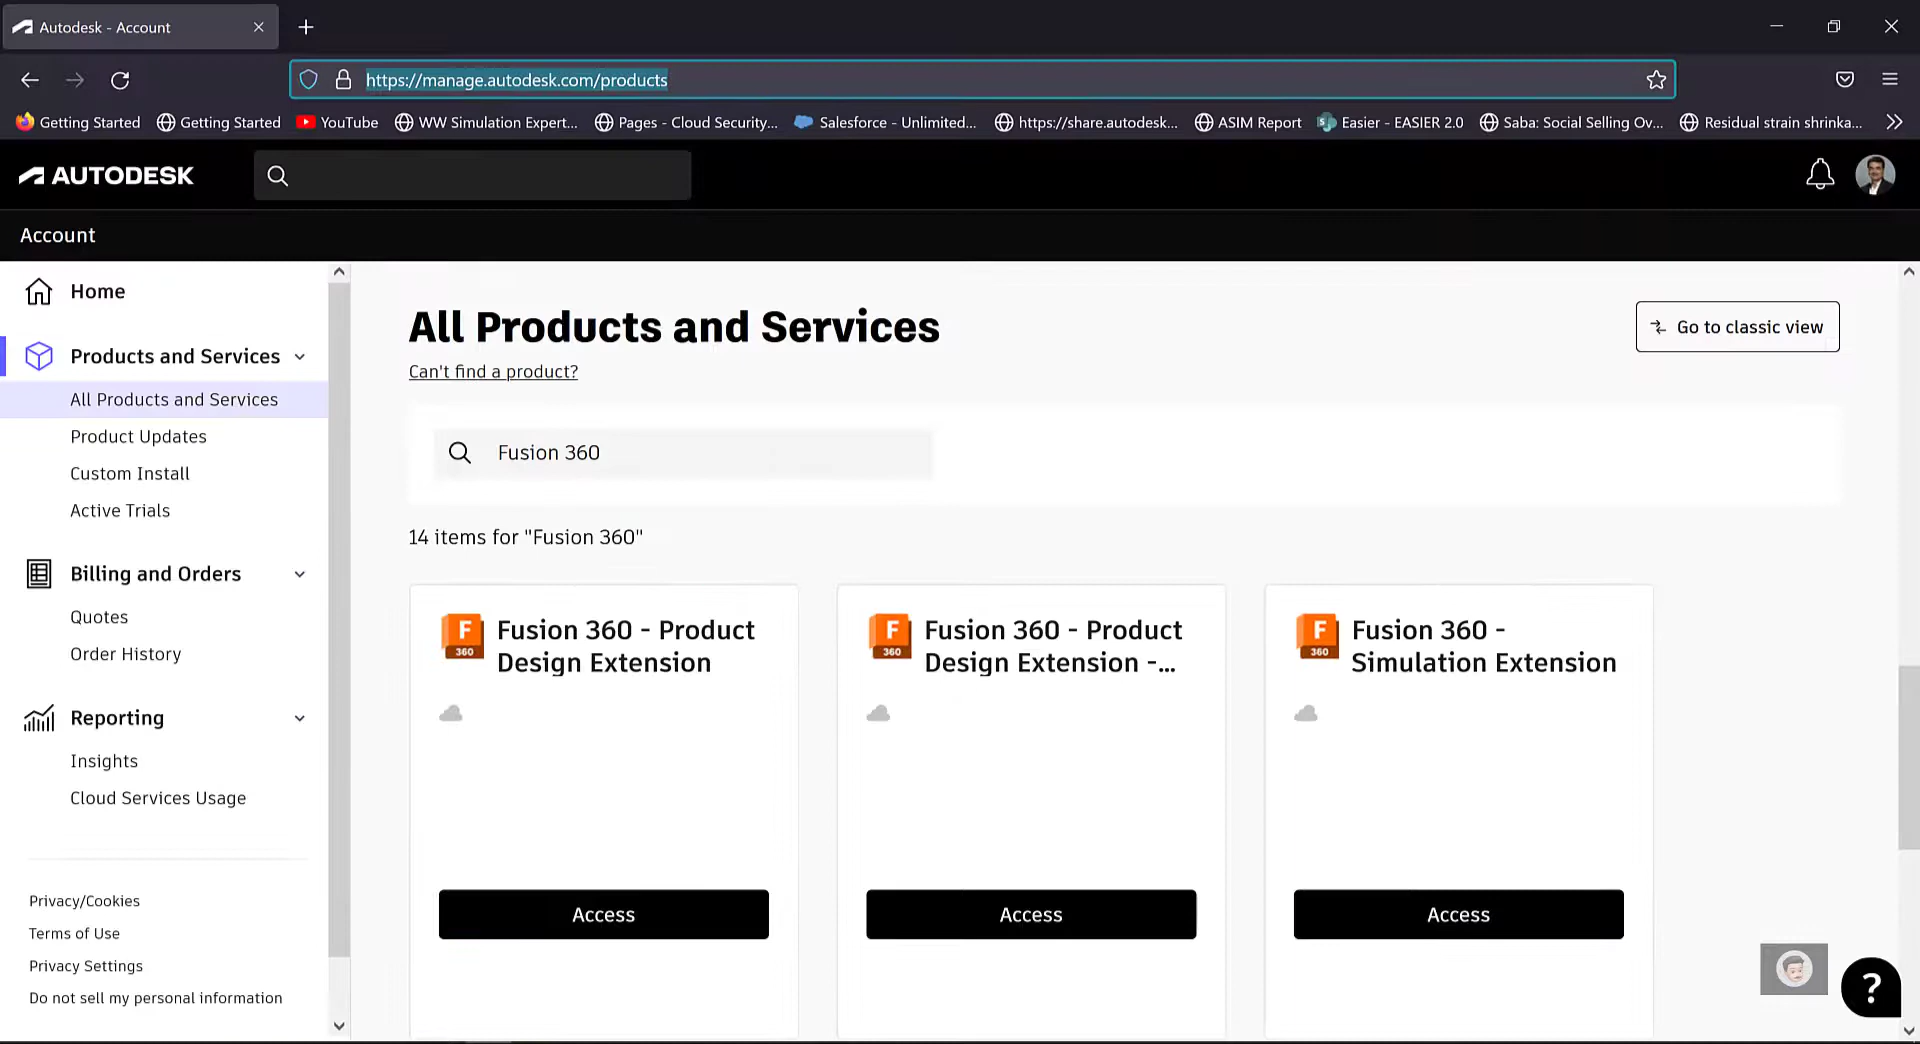 Autodesk - Account
https://manage.autodesk.com/products
Getting Started
Getting Started
YouTube
WW Simulation Expert...
Pages - Cloud Security...
Salesforce - Unlimited...
https://share.autodesk...
ASIM Report
Easier - EASIER 2.0
Saba: Social Selling Ov...
Residual strain shrinka...
AUTODESK
Account
Home
Products and Services
All Products and Services
Product Updates
Custom Install
Active Trials
Billing and Orders
Quotes
Order History
Reporting
Insights
Cloud Services Usage
Privacy/Cookies
Terms of Use
Privacy Settings
Do not sell my personal information
All Products and Services
Go to classic view
Can't find a product?
Fusion 360
14 items for "Fusion 360"
F
360
Fusion 360 - Product
Design Extension
Access
F
360
Fusion 360 - Product
Design Extension -...
Access
F
360
Fusion 360 -
Simulation Extension
Access
?